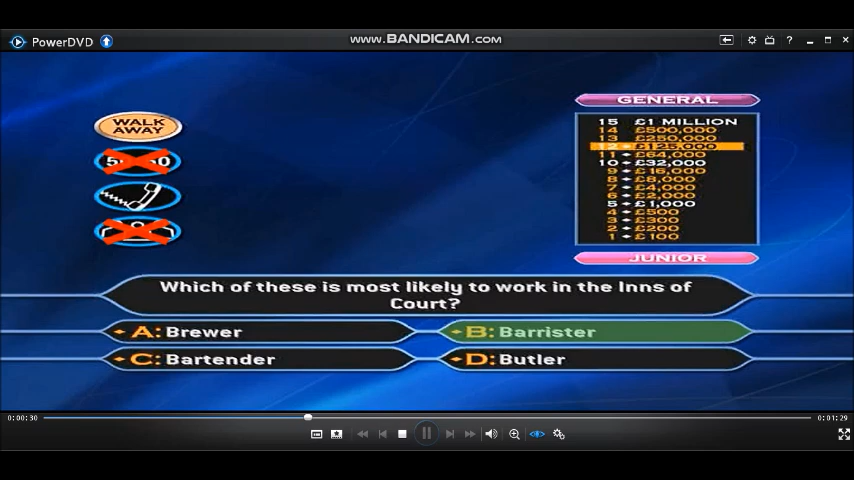 PowerDVD
www.BANDICAM.com
WALK
AWAY
GENERAL
15 £1 MILLION
14 £500,000
13 £250,000
12 £125,000
11 £64,000
10 £32,000
9 £16,000
8 £8,000
7 £4,000
6 £2,000
5 £1,000
4 £500
3 £300
2 £200
1 £100
JUNIOR
Which of these is most likely to work in the Inns of
Court?
A: Brewer
B: Barrister
C: Bartender
D: Butler
0:00:30
0:01:29